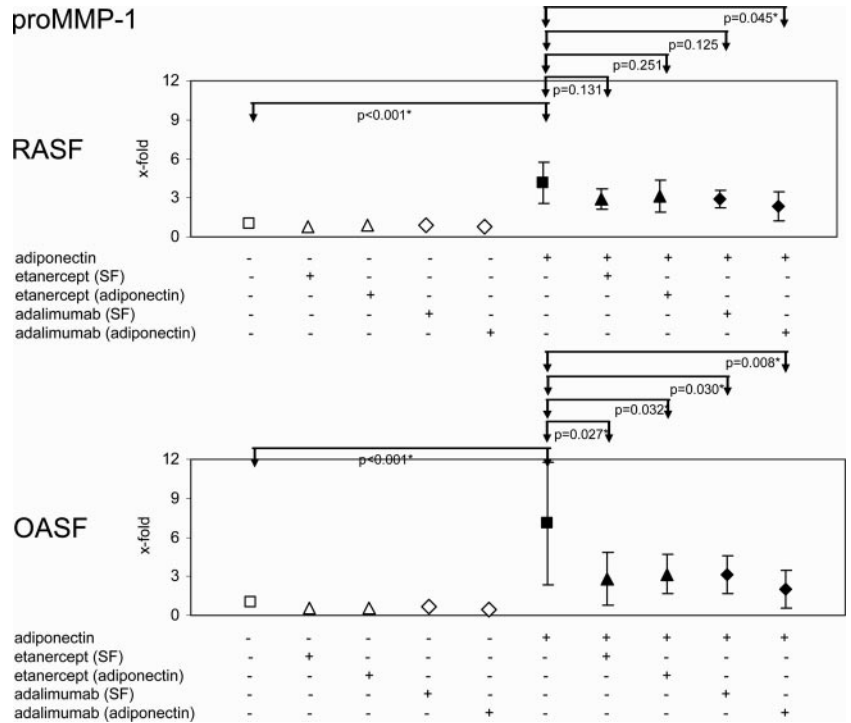 proMMP-1
p=0.045*
p=0.125
p=0.251
p=0.131
p<0.001*
RASF
x-fold
12
9
6
3
0
adiponectin - - - - - + + + + +
etanercept (SF) - + - - - - + - - -
etanercept (adiponectin) - - + - - - - + - -
adalimumab (SF) - - - + - - - - + -
adalimumab (adiponectin) - - - - + - - - - +
p=0.008*
p=0.030*
p=0.032*
p=0.027*
p<0.001*
OASF
x-fold
12
9
6
3
0
adiponectin - - - - - + + + + +
etanercept (SF) - + - - - - + - - -
etanercept (adiponectin) - - + - - - - + - -
adalimumab (SF) - - - + - - - - + -
adalimumab (adiponectin) - - - - + - - - - +